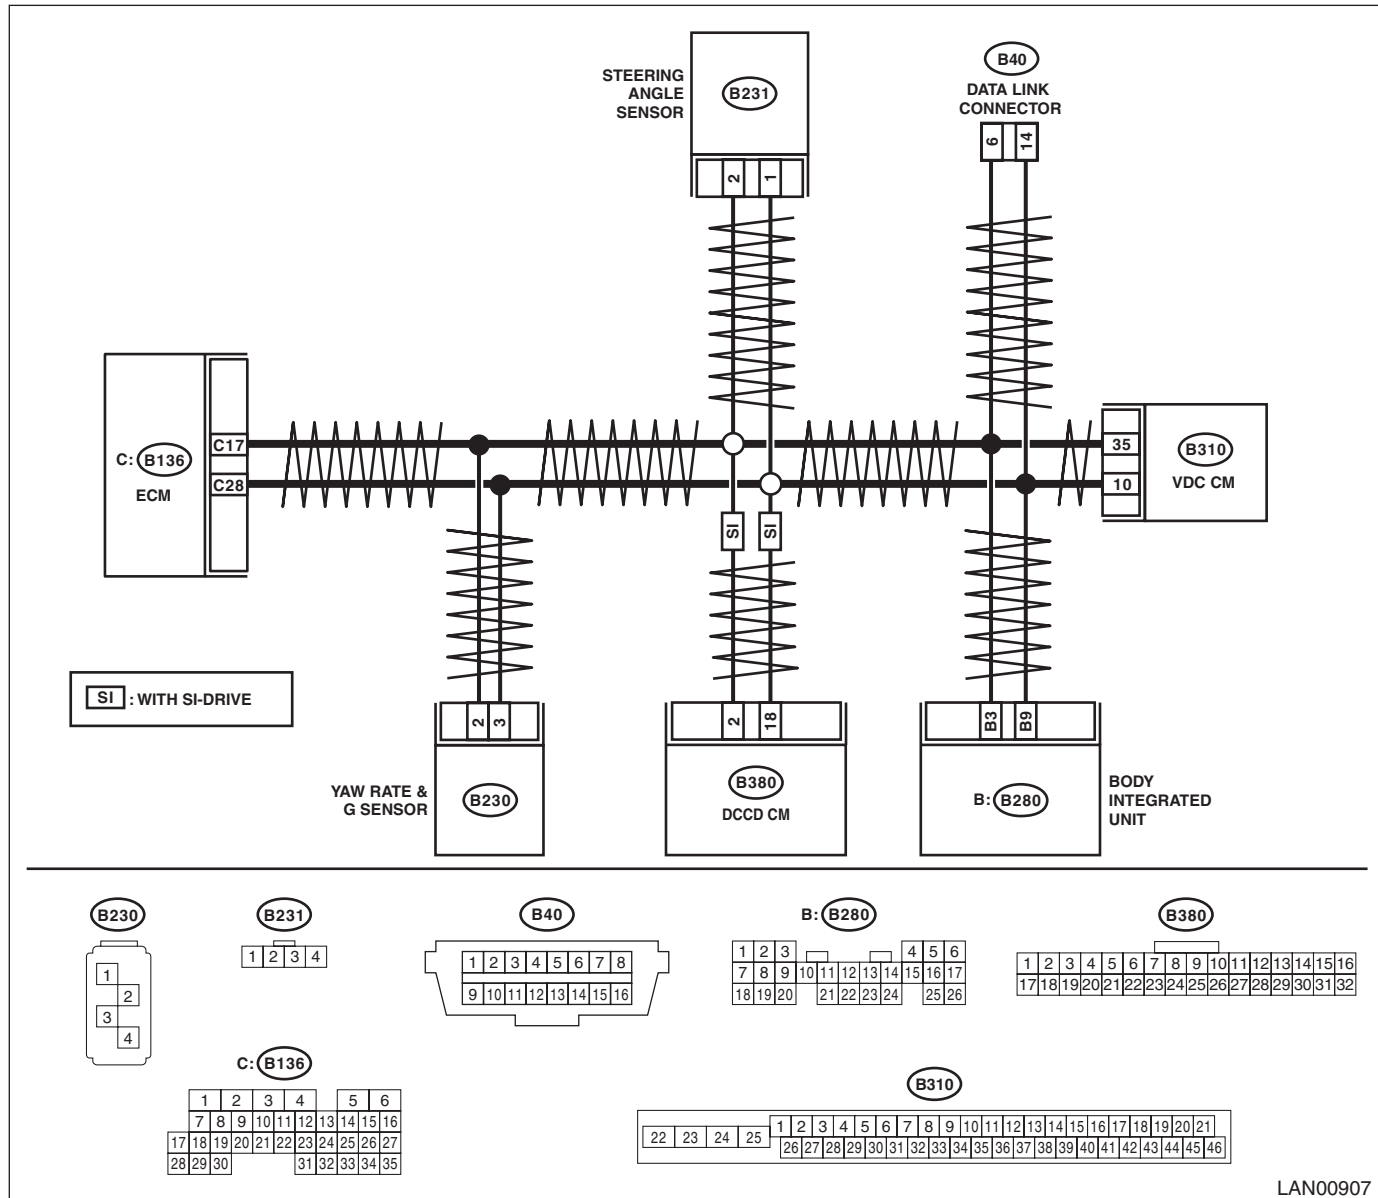 STEERING
ANGLE
SENSOR
B231
2 1
B40
DATA LINK
CONNECTOR
6 14
C: B136
ECM
C17
C28
35
10
B310
VDC CM
SI SI
SI : WITH SI-DRIVE
2 3
YAW RATE &
G SENSOR
B230
2 18
B380
DCCD CM
B3 B9
B: B280
BODY
INTEGRATED
UNIT
B230
1
2
3
4
B231
1 2 3 4
B40
1 2 3 4 5 6 7 8
9 10 11 12 13 14 15 16
B: B280
1 2 3 4 5 6
7 8 9 10 11 12 13 14 15 16 17
18 19 20 21 22 23 24 25 26
B380
1 2 3 4 5 6 7 8 9 10 11 12 13 14 15 16
17 18 19 20 21 22 23 24 25 26 27 28 29 30 31 32
C: B136
1 2 3 4 5 6
7 8 9 10 11 12 13 14 15 16
17 18 19 20 21 22 23 24 25 26 27
28 29 30 31 32 33 34 35
B310
22 23 24 25
1 2 3 4 5 6 7 8 9 10 11 12 13 14 15 16 17 18 19 20 21
26 27 28 29 30 31 32 33 34 35 36 37 38 39 40 41 42 43 44 45 46
LAN00907